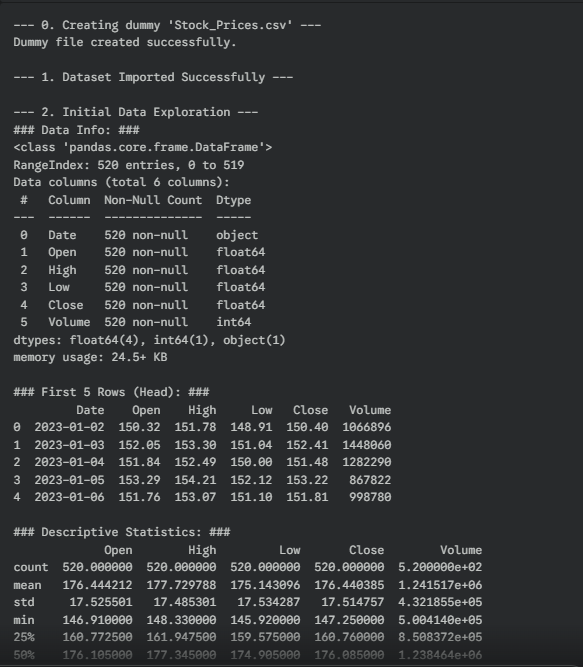 --- 0. Creating dummy 'Stock_Prices.csv' ---
Dummy file created successfully.

--- 1. Dataset Imported Successfully ---

--- 2. Initial Data Exploration ---
### Data Info: ###
<class 'pandas.core.frame.DataFrame'>
RangeIndex: 520 entries, 0 to 519
Data columns (total 6 columns):
 #   Column  Non-Null Count  Dtype
---  ------  --------------  -----
 0   Date    520 non-null    object
 1   Open    520 non-null    float64
 2   High    520 non-null    float64
 3   Low     520 non-null    float64
 4   Close   520 non-null    float64
 5   Volume  520 non-null    int64
dtypes: float64(4), int64(1), object(1)
memory usage: 24.5+ KB

### First 5 Rows (Head): ###
         Date    Open    High     Low   Close   Volume
0  2023-01-02  150.32  151.78  148.91  150.40  1066896
1  2023-01-03  152.05  153.30  151.04  152.41  1448060
2  2023-01-04  151.84  152.49  150.00  151.48  1282290
3  2023-01-05  153.29  154.21  152.12  153.22   867822
4  2023-01-06  151.76  153.07  151.10  151.81   998780

### Descriptive Statistics: ###
             Open        High         Low       Close        Volume
count  520.000000  520.000000  520.000000  520.000000  5.200000e+02
mean   176.444212  177.729788  175.143096  176.440385  1.241517e+06
std     17.525501   17.485301   17.534287   17.514757  4.321855e+05
min    146.910000  148.330000  145.920000  147.250000  5.004140e+05
25%    160.772500  161.947500  159.575000  160.760000  8.508372e+05
50%    176.105000  177.345000  174.905000  176.085000  1.238464e+06